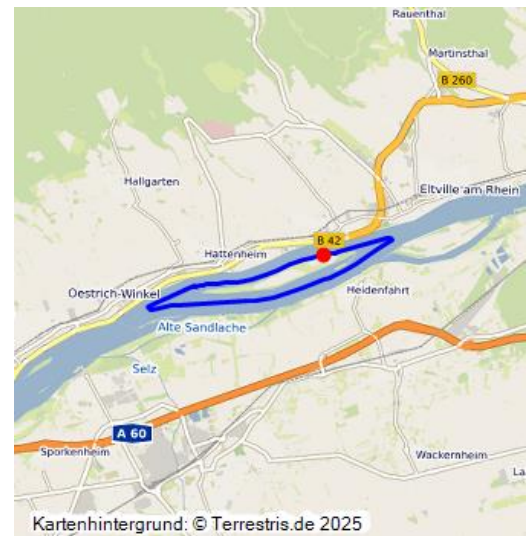 Rauenthal
Martinsthal
B 260
Hallgarten
Eltville am Rhein
B 42
Hattenheim
Oestrich-Winkel
Heidenfahrt
Alte Sandlache
Selz
A 60
Sporkenheim
Wackernheim
La
Kartenhintergrund: © Terrestris.de 2025